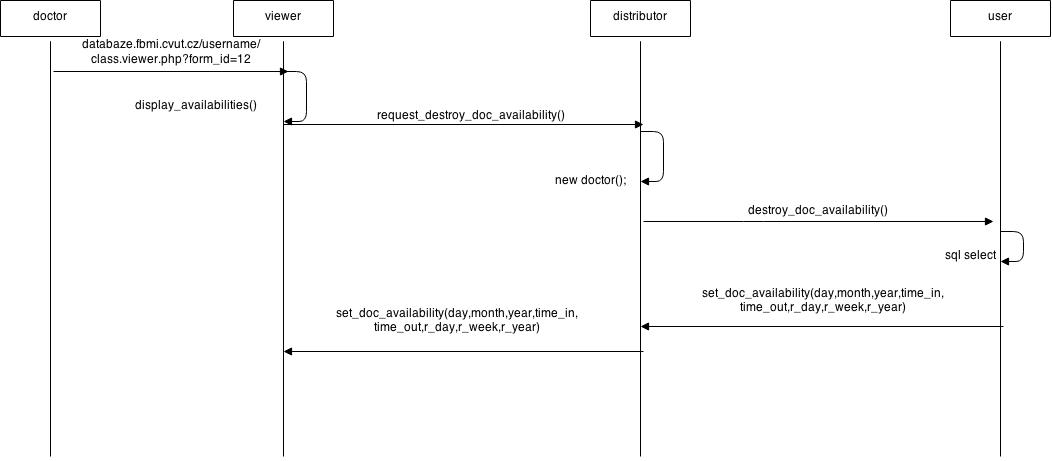 doctor
viewer
distributor
user
databaze.fbmi.cvut.cz/username/
class.viewer.php?form_id=12
display_availabilities()
request_destroy_doc_availability()
new doctor();
destroy_doc_availability()
sql select
set_doc_availability(day,month,year,time_in,
time_out,r_day,r_week,r_year)
set_doc_availability(day,month,year,time_in,
time_out,r_day,r_week,r_year)